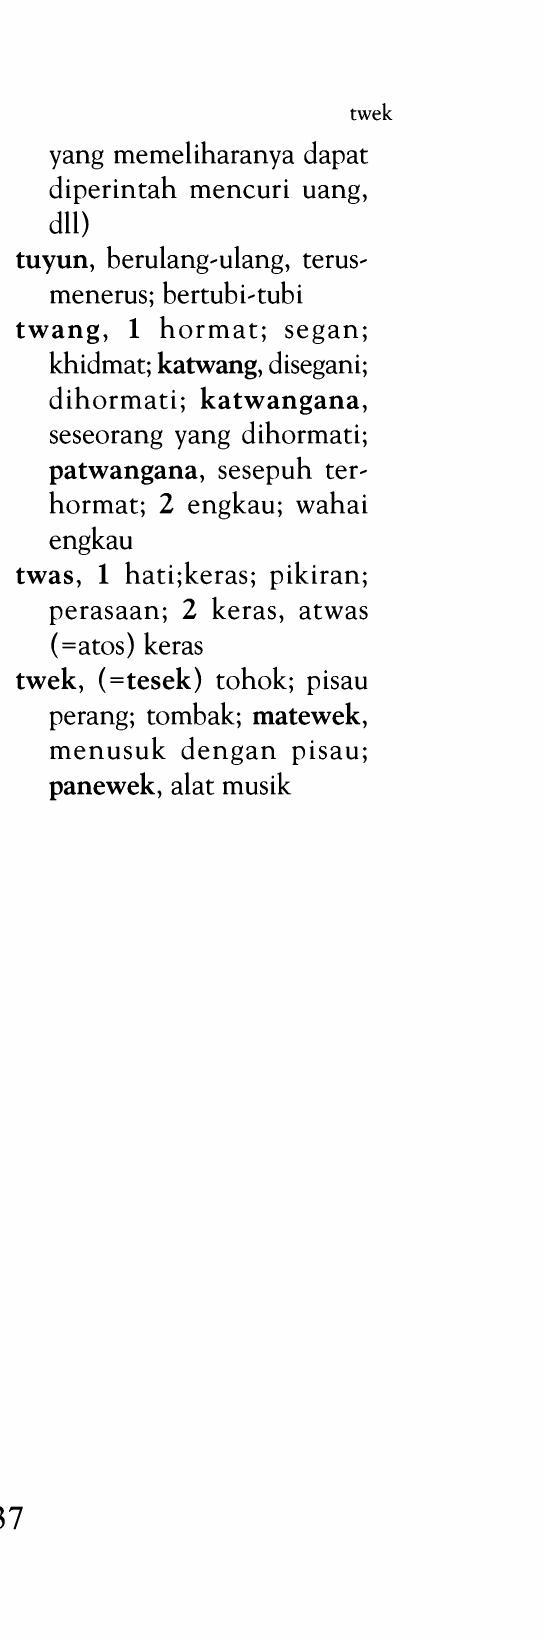 twek
yang memeliharanya dapat
diperintah mencuri uang,
dll)
tuyun, berulang-ulang, terus-
menerus; bertubi-tubi
twang, 1 hormat; segan;
khidmat; katwang, disegani;
dihormati; katwangana,
seseorang yang dihormati;
patwangana, sesepuh ter-
hormat; 2 engkau; wahai
engkau
twas, 1 hati;keras; pikiran;
perasaan; 2 keras, atwas
(=atos) keras
twek, (=tesek) tohok; pisau
perang; tombak; matewek,
menusuk dengan pisau;
panewek, alat musik
37